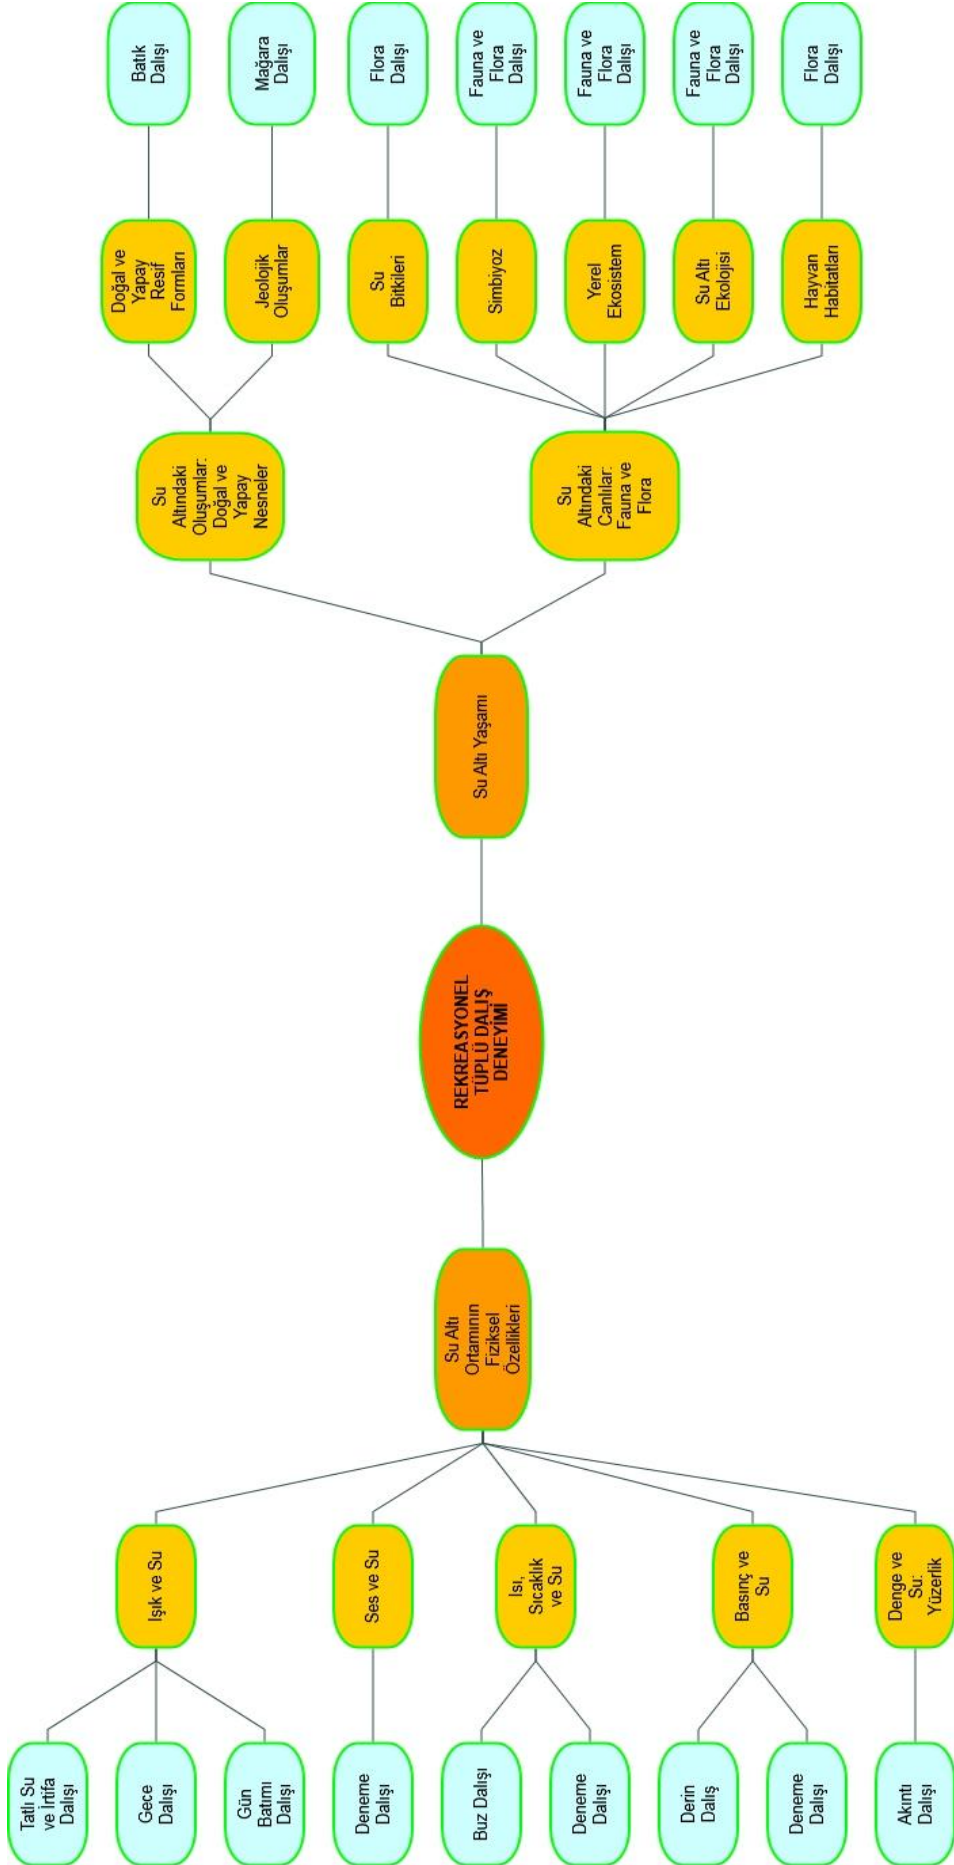 Batık
Dalışı
Mağara
Dalışı
Flora
Dalışı
Fauna ve
Flora
Dalışı
Fauna ve
Flora
Dalışı
Fauna ve
Flora
Dalışı
Flora
Dalışı
Doğal ve
Yapay
Resif
Formları
Jeolojik
Oluşumlar
Su
Bitkileri
Simbiyoz
Yerel
Ekosistem
Su Altı
Ekolojisi
Hayvan
Habitatları
Su
Altındaki
Oluşumlar:
Doğal ve
Yapay
Nesneler
Su
Altındaki
Canlılar:
Fauna ve
Flora
Su Altı Yaşamı
REKREASYONEL
TÜPLÜ DALIŞ
DENEYİMİ
Su Altı
Ortamının
Fiziksel
Özellikleri
Işık ve Su
Ses ve Su
Isı,
Sıcaklık
ve Su
Basınç ve
Su
Denge ve
Su:
Yüzerlik
Tatlı Su
ve İrtifa
Dalışı
Gece
Dalışı
Gün
Batımı
Dalışı
Deneme
Dalışı
Buz Dalışı
Deneme
Dalışı
Derin
Dalış
Deneme
Dalışı
Akıntı
Dalışı